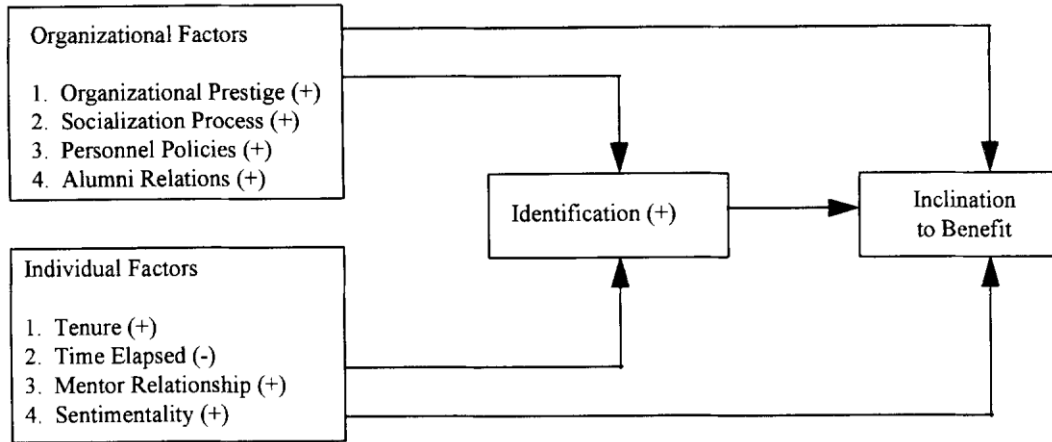 Organizational Factors
1. Organizational Prestige (+)
2. Socialization Process (+)
3. Personnel Policies (+)
4. Alumni Relations (+)
Identification (+)
Inclination
to Benefit
Individual Factors
1. Tenure (+)
2. Time Elapsed (-)
3. Mentor Relationship (+)
4. Sentimentality (+)